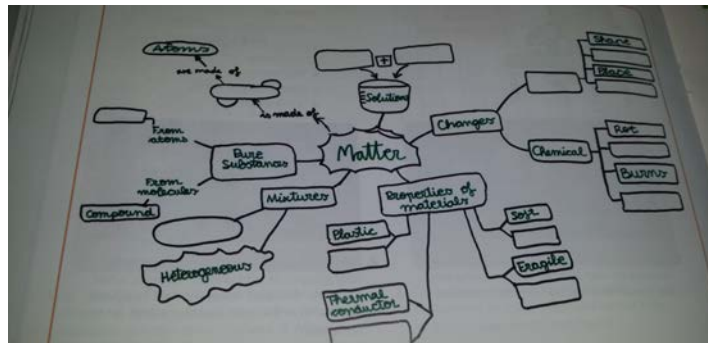 Atoms
are made of
is made of
+
Solution
Changes
Shape
Place
Chemical
Rot
Burns
From
atoms
Pure
Substances
From
molecules
Compound
Matter
Mixtures
Heterogeneous
Properties of
materials
Plastic
Thermal
conductor
Soft
Fragile